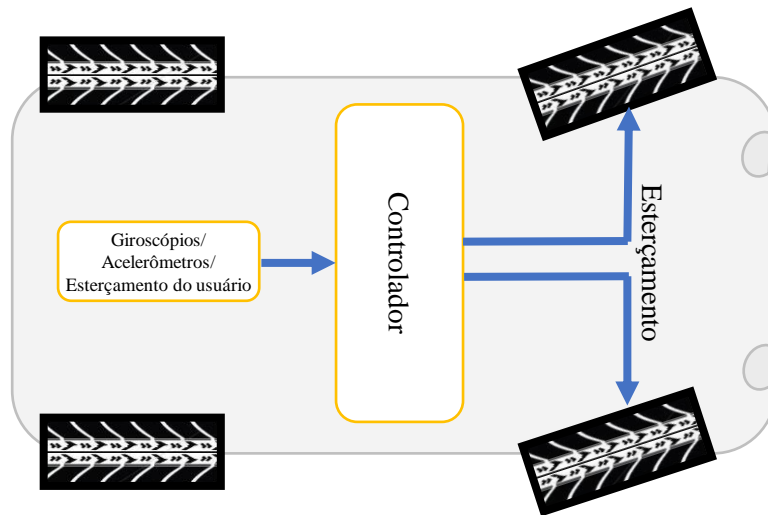 Giroscópios/
Acelerômetros/
Esterçamento do usuário
Controlador
Esterçamento